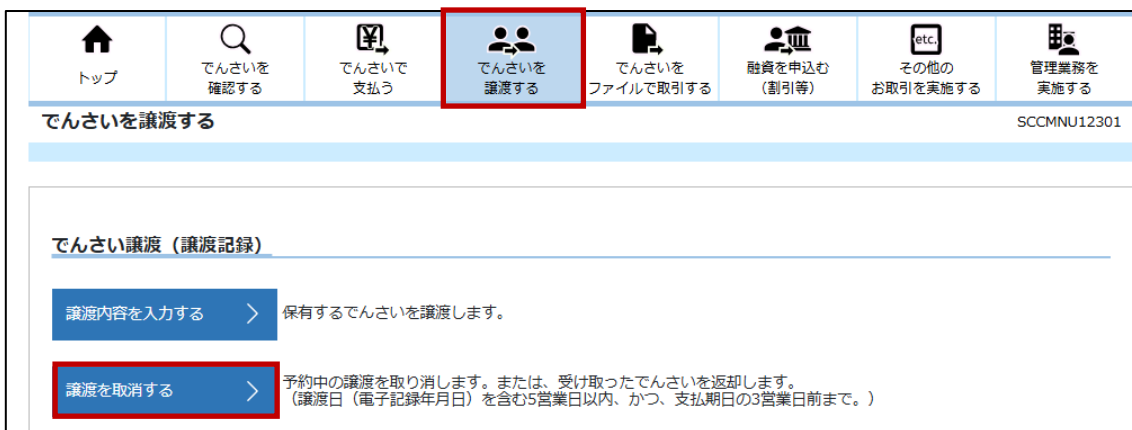 トップ
でんさいを
確認する
でんさいで
支払う
でんさいを
譲渡する
でんさいを
ファイルで取引する
融資を申込む
(割引等)
etc.
その他の
お取引を実施する
管理業務を
実施する
でんさいを譲渡する
SCCMNU12301
でんさい譲渡(譲渡記録)
譲渡内容を入力する
保有するでんさいを譲渡します。
譲渡を取消する
予約中の譲渡を取り消します。または、受け取ったでんさいを返却します。
(譲渡日(電子記録年月日)を含む5営業日以内、かつ、支払期日の3営業日前まで。)